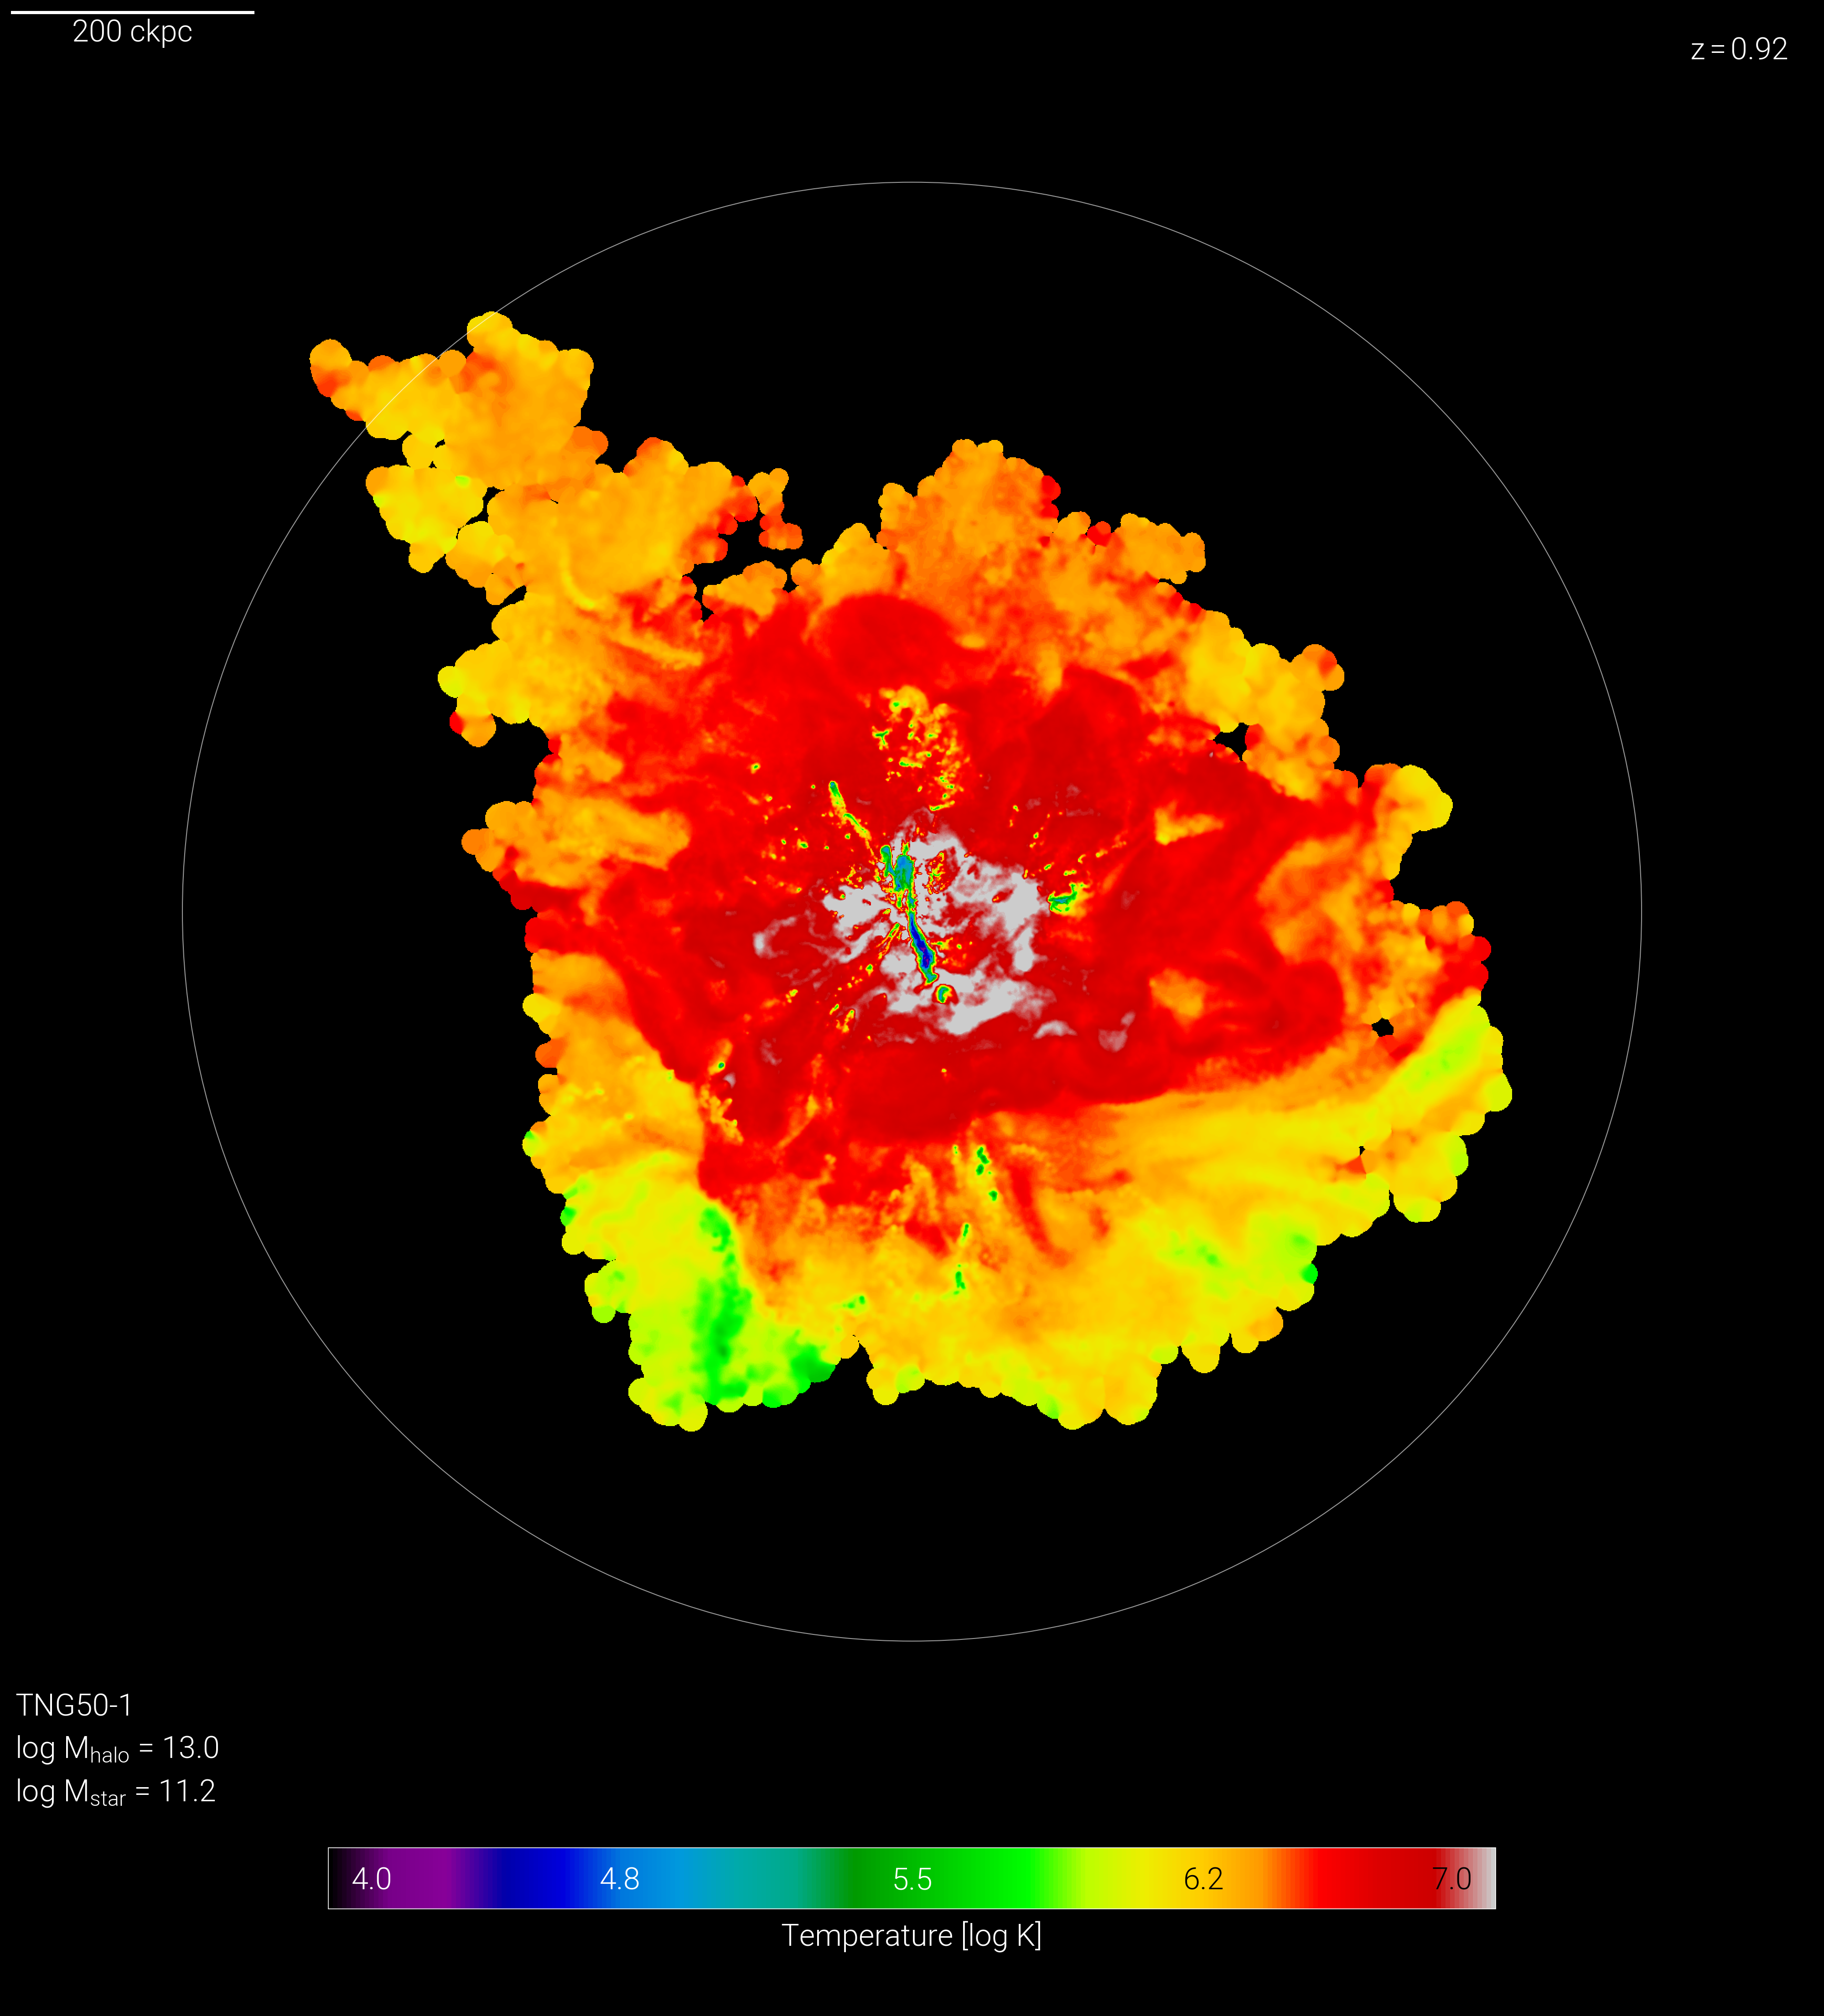 200 ckpc
z = 0.92
TNG50-1
log Mhalo = 13.0
log Mstar = 11.2
4.0 4.8 5.5 6.2 7.0
Temperature [log K]